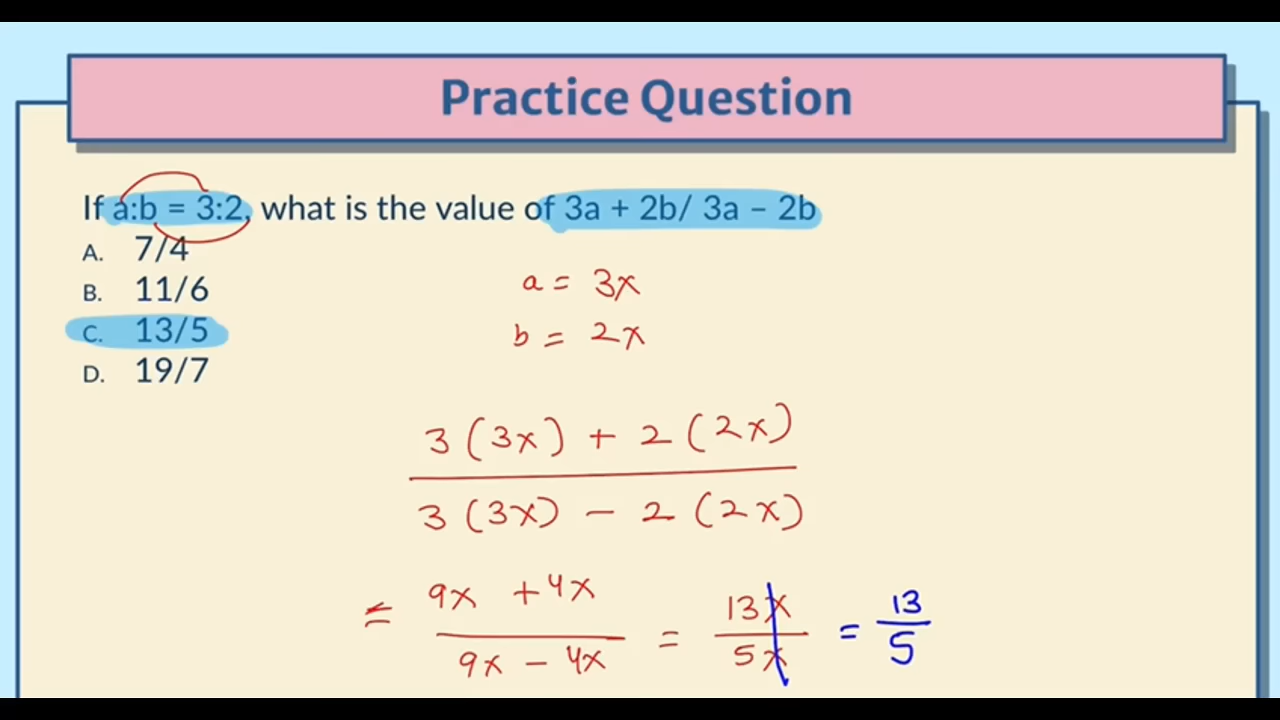 Practice Question
If a:b = 3:2, what is the value of 3a + 2b/ 3a – 2b
A. 7/4
B. 11/6
C. 13/5
D. 19/7
a = 3x
b = 2x
3 (3x) + 2 (2x)
3 (3x) – 2 (2x)
= 9x + 4x / 9x – 4x = 13x / 5x = 13 / 5